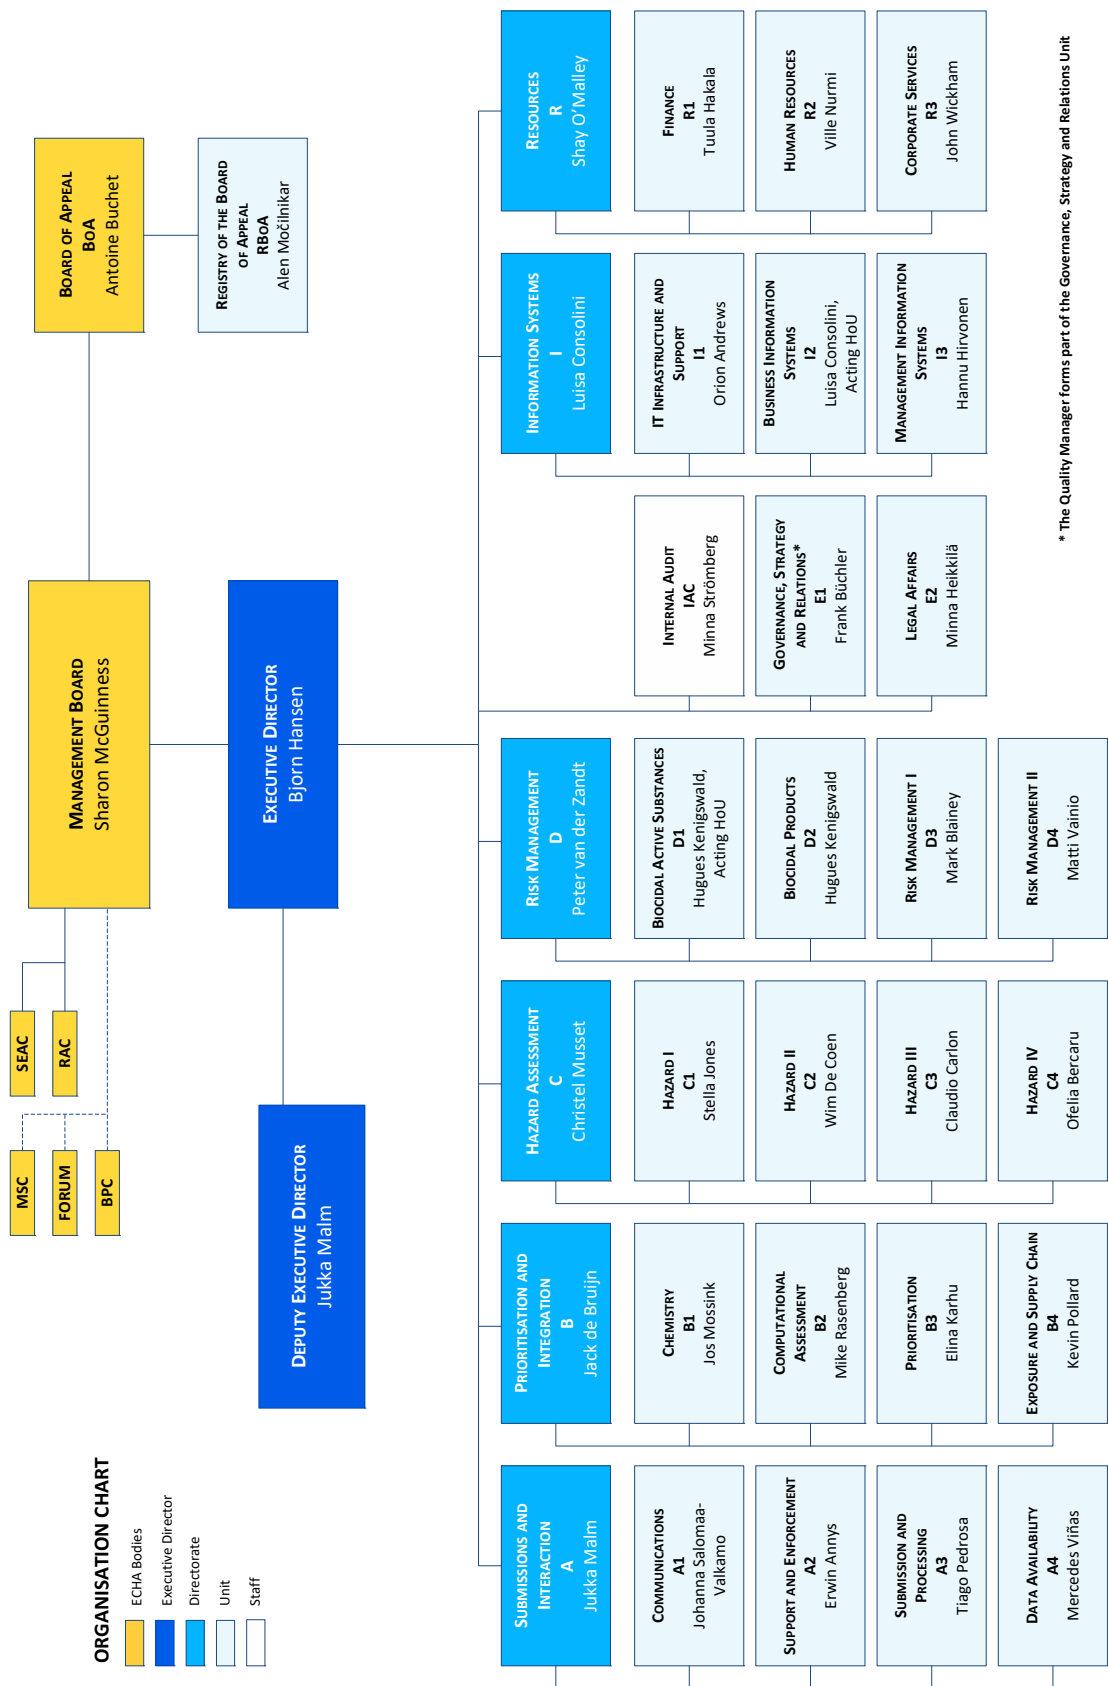 ORGANISATION CHART
ECHA Bodies
Executive Director
Directorate
Unit
Staff
MSC
FORUM
BPC
SEAC
RAC
MANAGEMENT BOARD
Sharon McGuinness
BOARD OF APPEAL
BOA
Antoine Buchet
REGISTRY OF THE BOARD
OF APPEAL
RBOA
Alen Močilnikar
EXECUTIVE DIRECTOR
Bjorn Hansen
DEPUTY EXECUTIVE DIRECTOR
Jukka Malm
SUBMISSIONS AND
INTERACTION
A
Jukka Malm
COMMUNICATIONS
A1
Johanna Salomaa-
Valkamo
SUPPORT AND ENFORCEMENT
A2
Erwin Annys
SUBMISSION AND
PROCESSING
A3
Tiago Pedrosa
DATA AVAILABILITY
A4
Mercedes Viñas
PRIORITISATION AND
INTEGRATION
B
Jack de Bruijn
CHEMISTRY
B1
Jos Mossink
COMPUTATIONAL
ASSESSMENT
B2
Mike Rasenberg
PRIORITISATION
B3
Elina Karhu
EXPOSURE AND SUPPLY CHAIN
B4
Kevin Pollard
HAZARD ASSESSMENT
C
Christel Musset
HAZARD I
C1
Stella Jones
HAZARD II
C2
Wim De Coen
HAZARD III
C3
Claudio Carlon
HAZARD IV
C4
Ofelia Bercaru
RISK MANAGEMENT
D
Peter van der Zandt
BIOCIDAL ACTIVE SUBSTANCES
D1
Hugues Kenigswald,
Acting HoU
BIOCIDAL PRODUCTS
D2
Hugues Kenigswald
RISK MANAGEMENT I
D3
Mark Blainey
RISK MANAGEMENT II
D4
Matti Vainio
INTERNAL AUDIT
IAC
Minna Strömberg
GOVERNANCE, STRATEGY
AND RELATIONS*
E1
Frank Büchler
LEGAL AFFAIRS
E2
Minna Heikkilä
INFORMATION SYSTEMS
I
Luisa Consolini
IT INFRASTRUCTURE AND
SUPPORT
I1
Orion Andrews
BUSINESS INFORMATION
SYSTEMS
I2
Luisa Consolini,
Acting HoU
MANAGEMENT INFORMATION
SYSTEMS
I3
Hannu Hirvonen
RESOURCES
R
Shay O'Malley
FINANCE
R1
Tuula Hakala
HUMAN RESOURCES
R2
Ville Nurmi
CORPORATE SERVICES
R3
John Wickham
* The Quality Manager forms part of the Governance, Strategy and Relations Unit